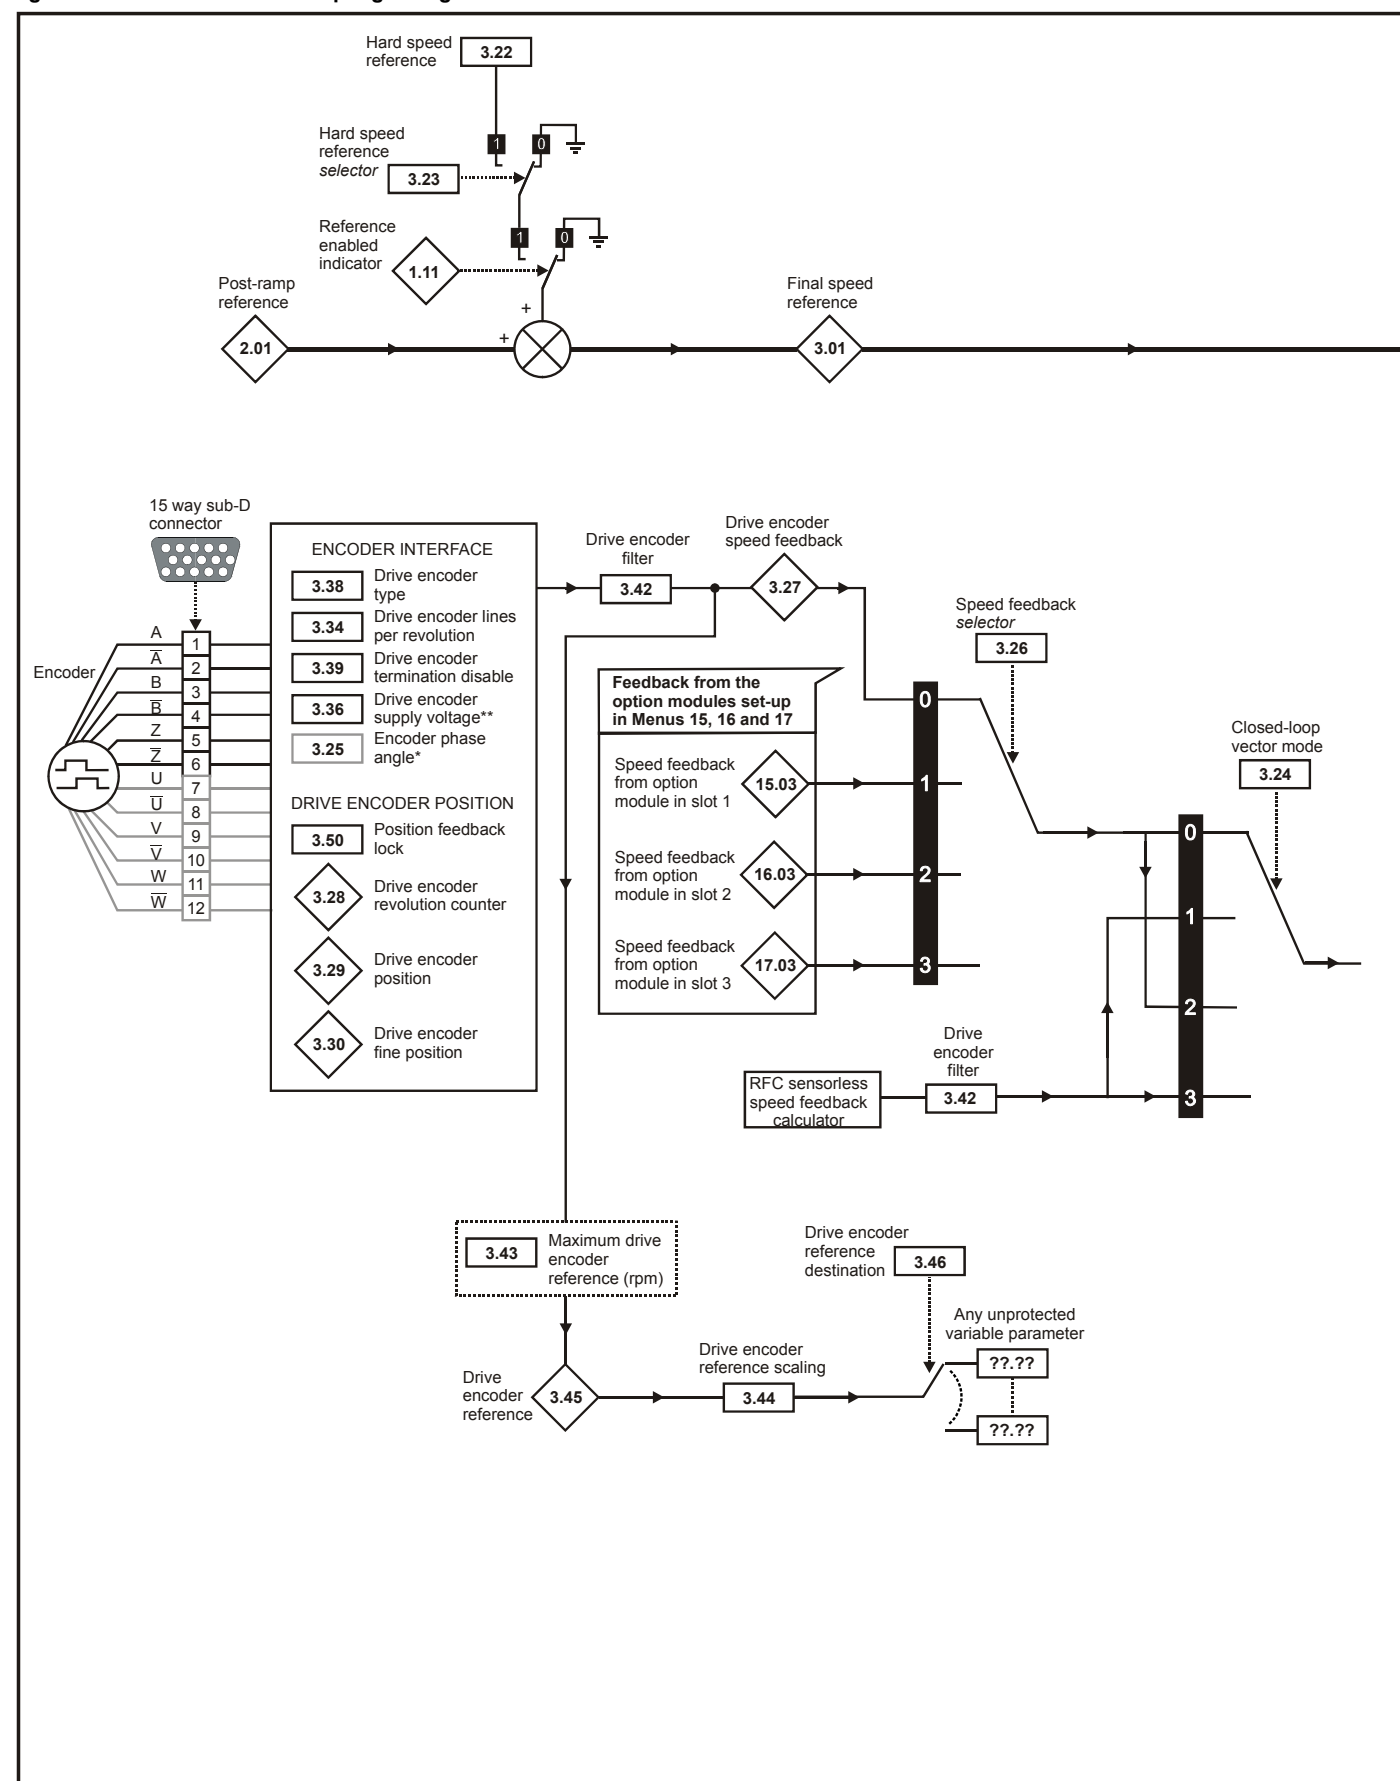 Hard speed
reference
3.22
1
0
Hard speed
reference
selector
3.23
1
0
Reference
enabled
indicator
1.11
Post-ramp
reference
2.01
+
+
Final speed
reference
3.01
15 way sub-D
connector
Encoder
A
A̅
B
B̅
Z
Z̅
U
U̅
V
V̅
W
W̅
1
2
3
4
5
6
7
8
9
10
11
12
ENCODER INTERFACE
3.38 Drive encoder
type
3.34 Drive encoder lines
per revolution
3.39 Drive encoder
termination disable
3.36 Drive encoder
supply voltage**
3.25 Encoder phase
angle*
DRIVE ENCODER POSITION
3.50 Position feedback
lock
3.28 Drive encoder
revolution counter
3.29 Drive encoder
position
3.30 Drive encoder
fine position
Drive encoder
filter
3.42
Drive encoder
speed feedback
3.27
Feedback from the
option modules set-up
in Menus 15, 16 and 17
Speed feedback
from option
module in slot 1
15.03
Speed feedback
from option
module in slot 2
16.03
Speed feedback
from option
module in slot 3
17.03
0
1
2
3
Speed feedback
selector
3.26
Closed-loop
vector mode
3.24
0
1
2
3
RFC sensorless
speed feedback
calculator
Drive
encoder
filter
3.42
3.43 Maximum drive
encoder
reference (rpm)
Drive
encoder
reference
3.45
Drive encoder
reference scaling
3.44
Drive encoder
reference
destination
3.46
Any unprotected
variable parameter
??.??
??.??